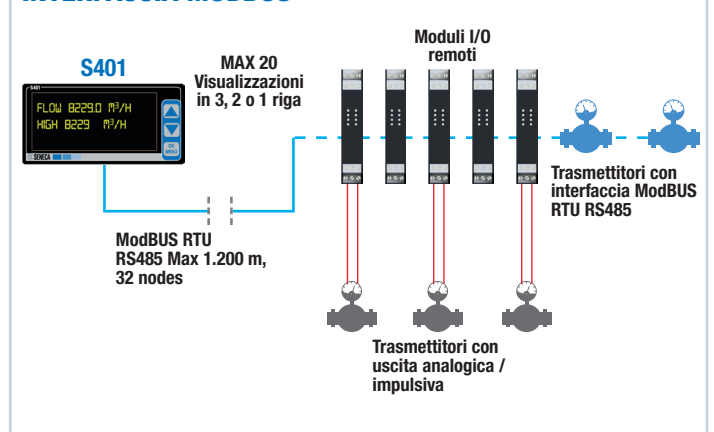 INTERFACCIA MODBUS
Moduli I/O
remoti
S401
MAX 20
Visualizzazioni
in 3, 2 o 1 riga
S401
FLOW 8229.0 M³/H
HIGH 8229 M³/H
OK
MENU
SENECA
Trasmettitori con
interfaccia ModBUS
RTU RS485
ModBUS RTU
RS485 Max 1.200 m,
32 nodes
Trasmettitori con
uscita analogica /
impulsiva